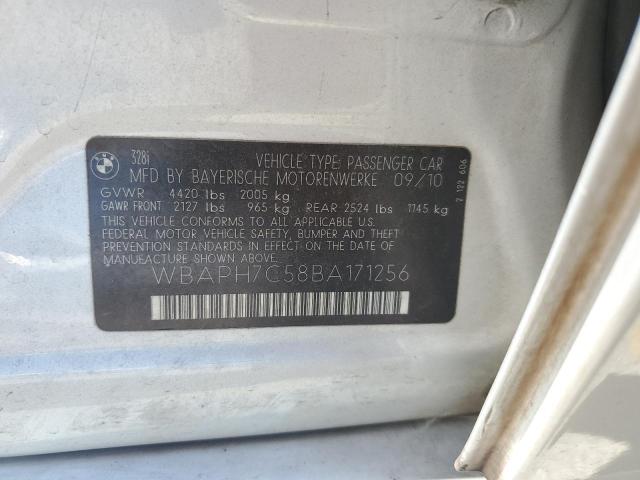 BMW
328i
VEHICLE TYPE: PASSENGER CAR
MFD BY BAYERISCHE MOTORENWERKE 09/10
GVWR 4420 lbs 2005 kg
GAWR FRONT 2127 lbs 965 kg REAR 2524 lbs 1145 kg
THIS VEHICLE CONFORMS TO ALL APPLICABLE U.S.
FEDERAL MOTOR VEHICLE SAFETY, BUMPER AND THEFT
PREVENTION STANDARDS IN EFFECT ON THE DATE
OF MANUFACTURE SHOWN ABOVE.
WBAPH7C58BA171256
7 122 606